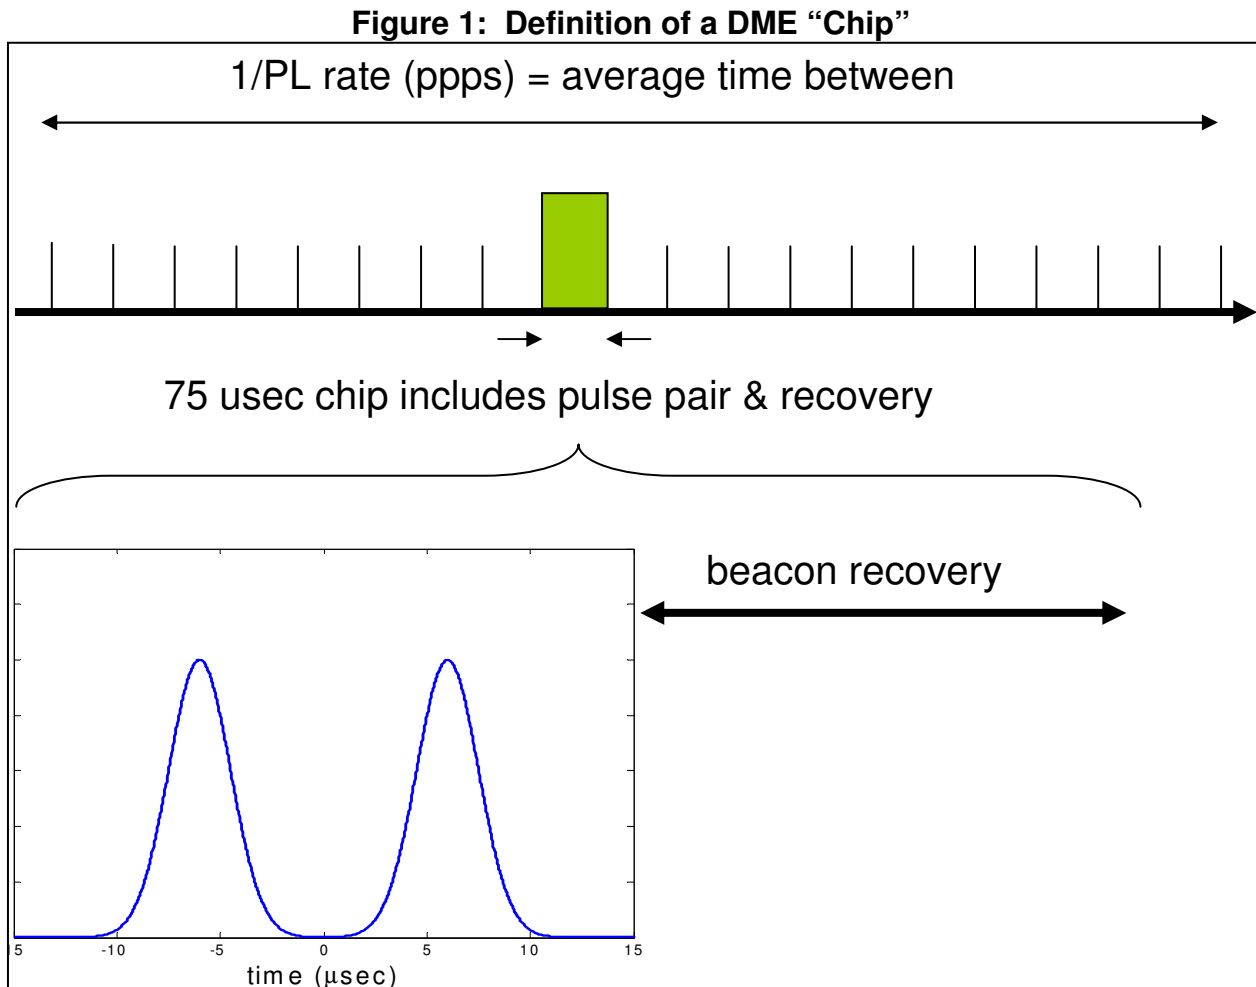 Figure 1: Definition of a DME “Chip”
1/PL rate (ppps) = average time between
75 usec chip includes pulse pair & recovery
beacon recovery
15 -10 -5 0 5 10 15
time (μsec)